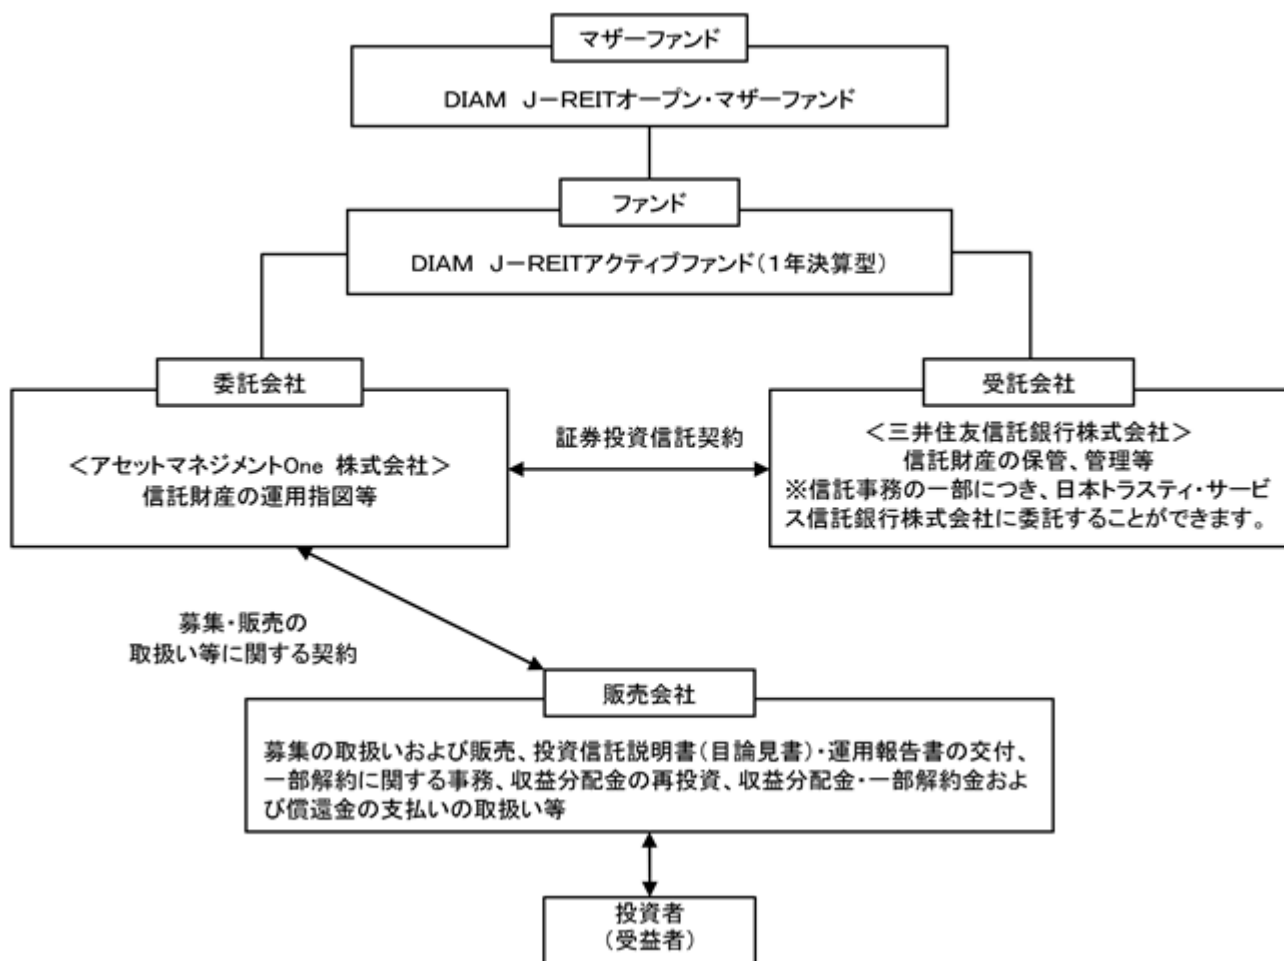 マザーファンド
DIAM J－REITオープン・マザーファンド
ファンド
DIAM J－REITアクティブファンド（１年決算型）
委託会社
＜アセットマネジメントOne 株式会社＞
信託財産の運用指図等
証券投資信託契約
受託会社
＜三井住友信託銀行株式会社＞
信託財産の保管、管理等
※信託事務の一部につき、日本トラスティ・サービ
ス信託銀行株式会社に委託することができます。
募集・販売の
取扱い等に関する契約
販売会社
募集の取扱いおよび販売、投資信託説明書（目論見書）・運用報告書の交付、
一部解約に関する事務、収益分配金の再投資、収益分配金・一部解約金およ
び償還金の支払いの取扱い等
投資者
（受益者）